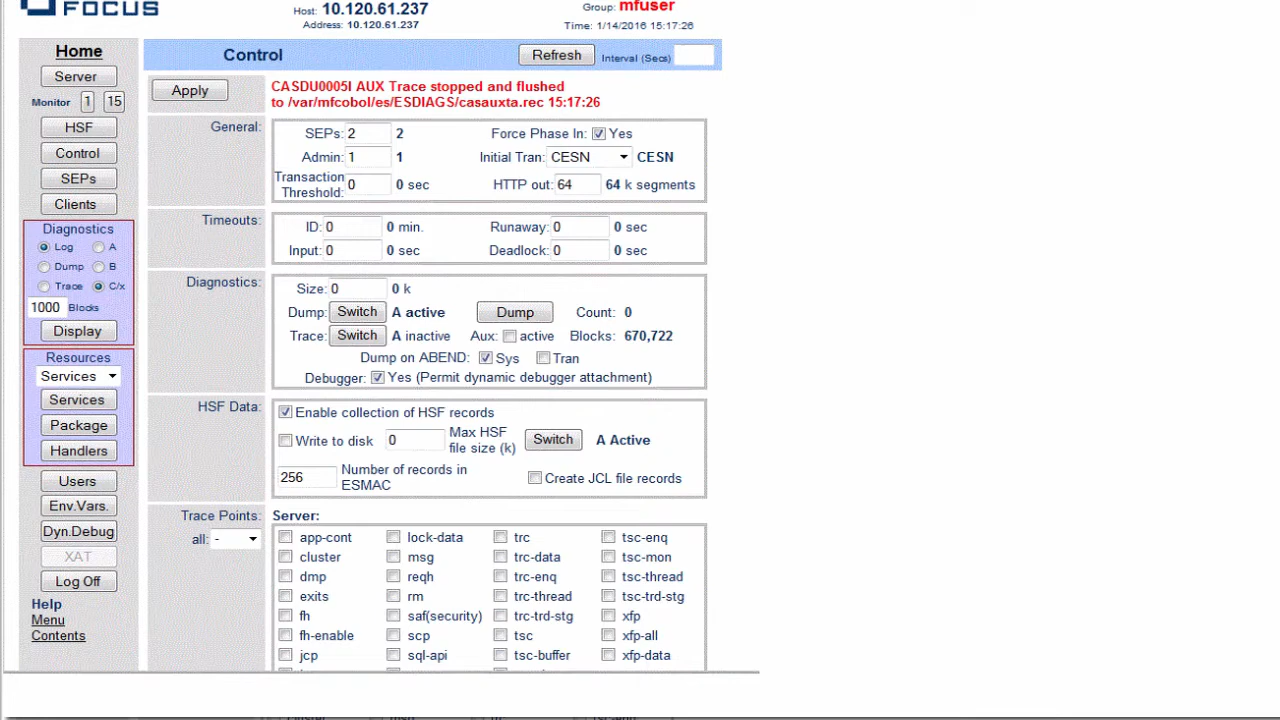 FOCUS
Host: 10.120.61.237
Address: 10.120.61.237
Group: mfuser
Time: 1/14/2016 15:17:26
Home
Server
Monitor 1 15
HSF
Control
SEPs
Clients
Diagnostics
Log A
Dump B
Trace C/x
1000 Blocks
Display
Resources
Services
Services
Package
Handlers
Users
Env.Vars.
Dyn.Debug
XAT
Log Off
Help
Menu
Contents
Control
Refresh
Interval (Secs)
Apply
CASDU0005I AUX Trace stopped and flushed
to /var/mfcobol/es/ESDIAGS/casauxta.rec 15:17:26
General:
SEPs: 2 2 Force Phase In: Yes
Admin: 1 1 Initial Tran: CESN CESN
Transaction
Threshold: 0 0 sec HTTP out: 64 64 k segments
Timeouts:
ID: 0 0 min. Runaway: 0 0 sec
Input: 0 0 sec Deadlock: 0 0 sec
Diagnostics:
Size: 0 0 k
Dump: Switch A active Dump Count: 0
Trace: Switch A inactive Aux: active Blocks: 670,722
Dump on ABEND: Sys Tran
Debugger: Yes (Permit dynamic debugger attachment)
HSF Data:
Enable collection of HSF records
Write to disk 0 Max HSF
file size (k) Switch A Active
256 Number of records in
ESMAC Create JCL file records
Trace Points:
all: -
Server:
app-cont lock-data trc tsc-enq
cluster msg trc-data tsc-mon
dmp reqh trc-enq tsc-thread
exits rm trc-thread tsc-trd-stg
fh saf(security) trc-trd-stg xfp
fh-enable scp tsc xfp-all
jcp sql-api tsc-buffer xfp-data